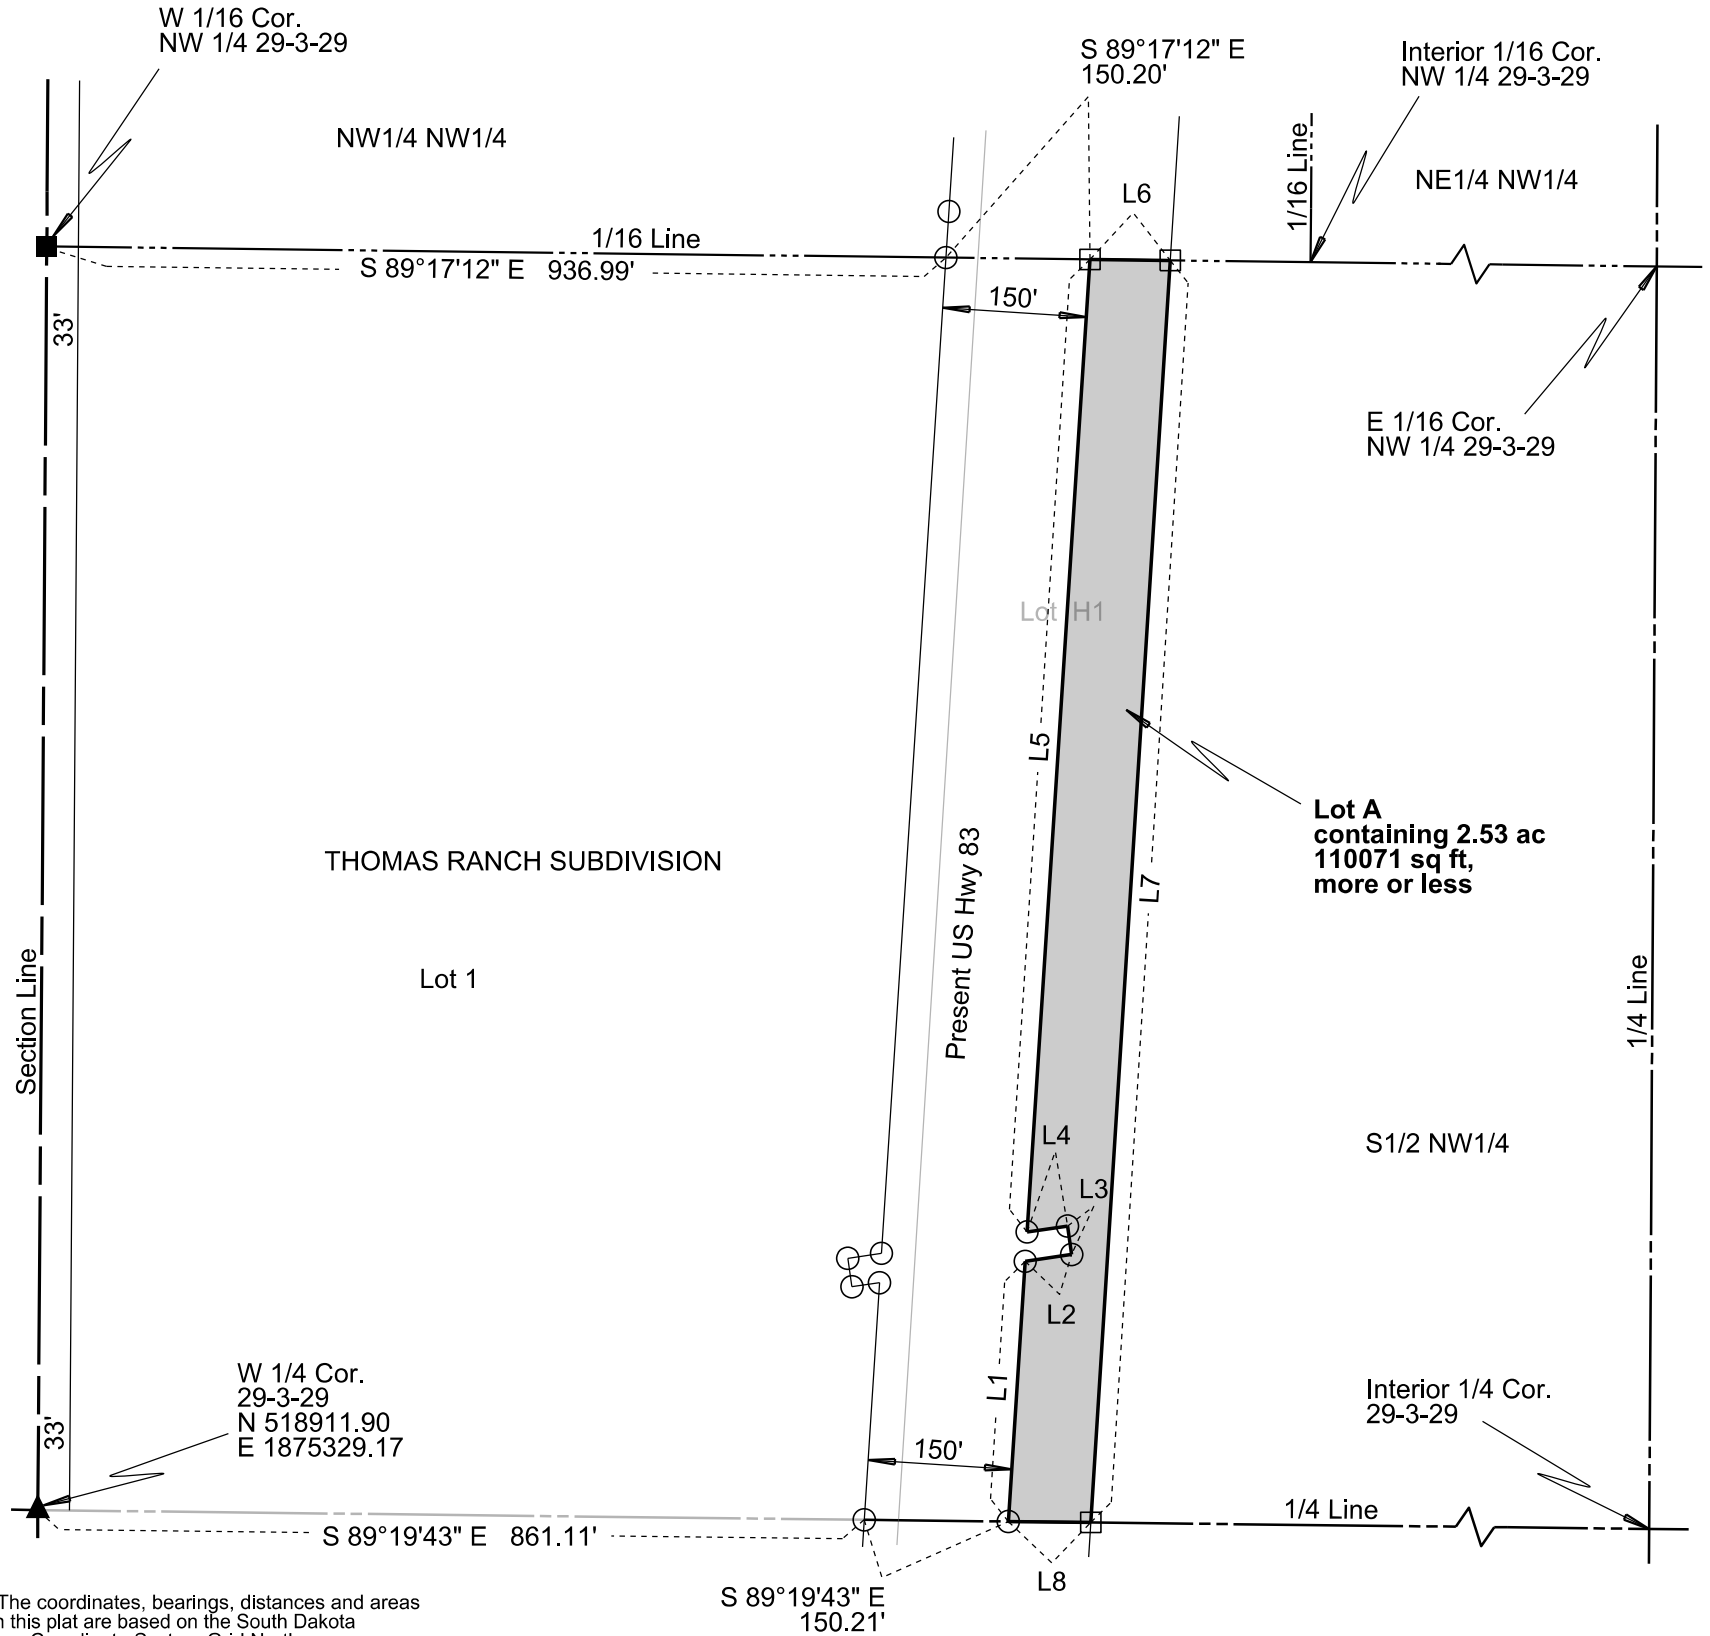 W 1/16 Cor.
NW 1/4 29-3-29
S 89°17'12" E
150.20'
Interior 1/16 Cor.
NW 1/4 29-3-29
NW1/4 NW1/4
1/16 Line
NE1/4 NW1/4
L6
1/16 Line
S 89°17'12" E 936.99'
33'
150'
E 1/16 Cor.
NW 1/4 29-3-29
Lot H1
L5
Lot A
containing 2.53 ac
110071 sq ft,
more or less
THOMAS RANCH SUBDIVISION
Present US Hwy 83
L7
Lot 1
Section Line
1/4 Line
L4
S1/2 NW1/4
L3
L2
W 1/4 Cor.
29-3-29
N 518911.90
E 1875329.17
33'
L1
Interior 1/4 Cor.
29-3-29
150'
1/4 Line
S 89°19'43" E 861.11'
L8
S 89°19'43" E
150.21'
The coordinates, bearings, distances and areas
this plat are based on the South Dakota